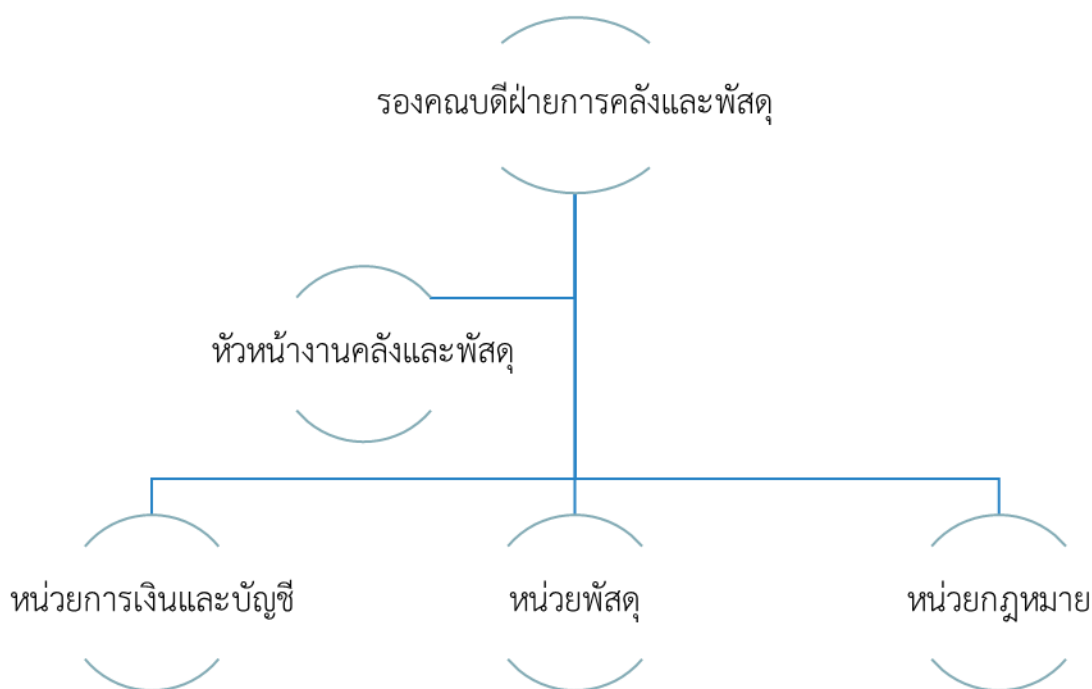 รองคณบดีฝ่ายการคลังและพัสดุ
หัวหน้างานคลังและพัสดุ
หน่วยการเงินและบัญชี
หน่วยพัสดุ
หน่วยกฎหมาย